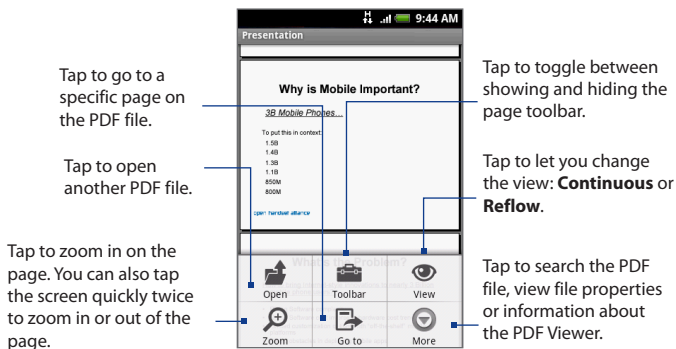 9:44 AM
Presentation
Why is Mobile Important?
3B Mobile Phones...
To put this in context:
1.5B
1.4B
1.3B
1.1B
850M
800M
open handset alliance
What's the Problem?
Open
Toolbar
View
Zoom
Go to
More
Tap to go to a
specific page on
the PDF file.
Tap to open
another PDF file.
Tap to zoom in on the
page. You can also tap
the screen quickly twice
to zoom in or out of the
page.
Tap to toggle between
showing and hiding the
page toolbar.
Tap to let you change
the view: Continuous or
Reflow.
Tap to search the PDF
file, view file properties
or information about
the PDF Viewer.